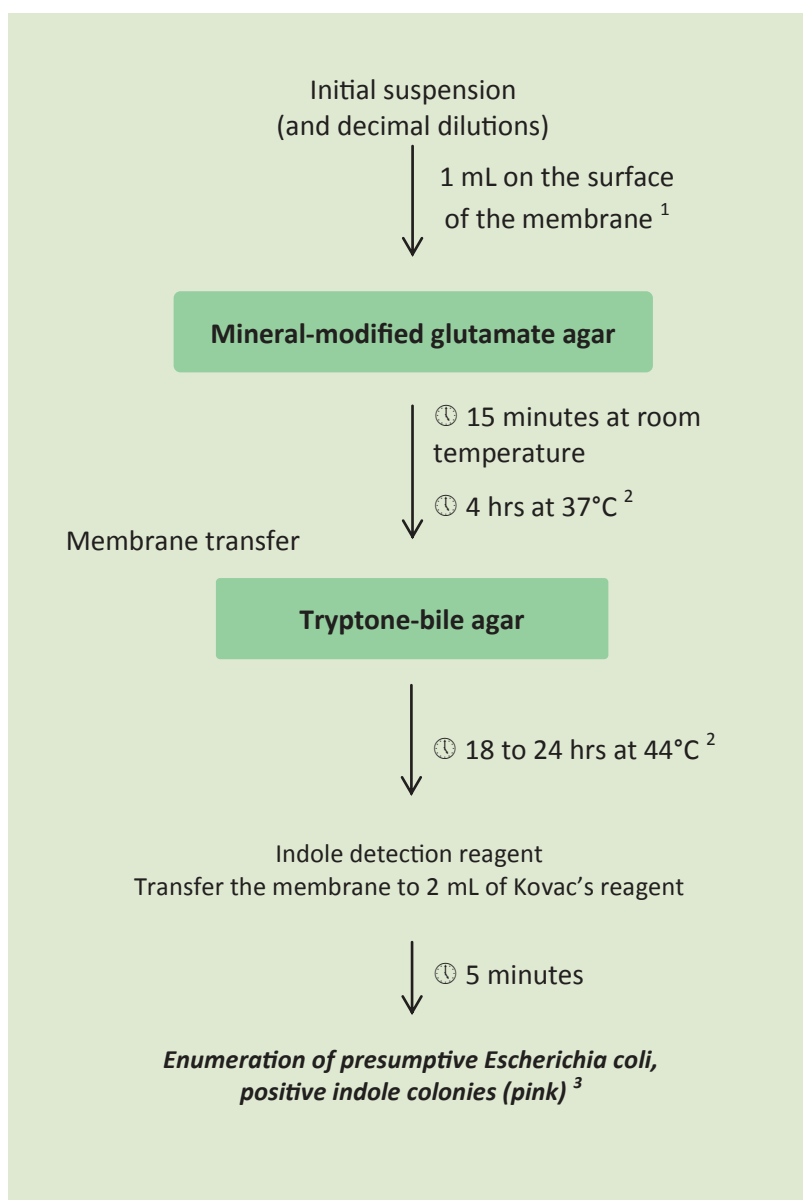 Initial suspension
(and decimal dilutions)
1 mL on the surface
of the membrane ¹
Mineral-modified glutamate agar
🕔 15 minutes at room
temperature
🕔 4 hrs at 37°C ²
Membrane transfer
Tryptone-bile agar
🕔 18 to 24 hrs at 44°C ²
Indole detection reagent
Transfer the membrane to 2 mL of Kovac's reagent
🕔 5 minutes
Enumeration of presumptive Escherichia coli,
positive indole colonies (pink) ³